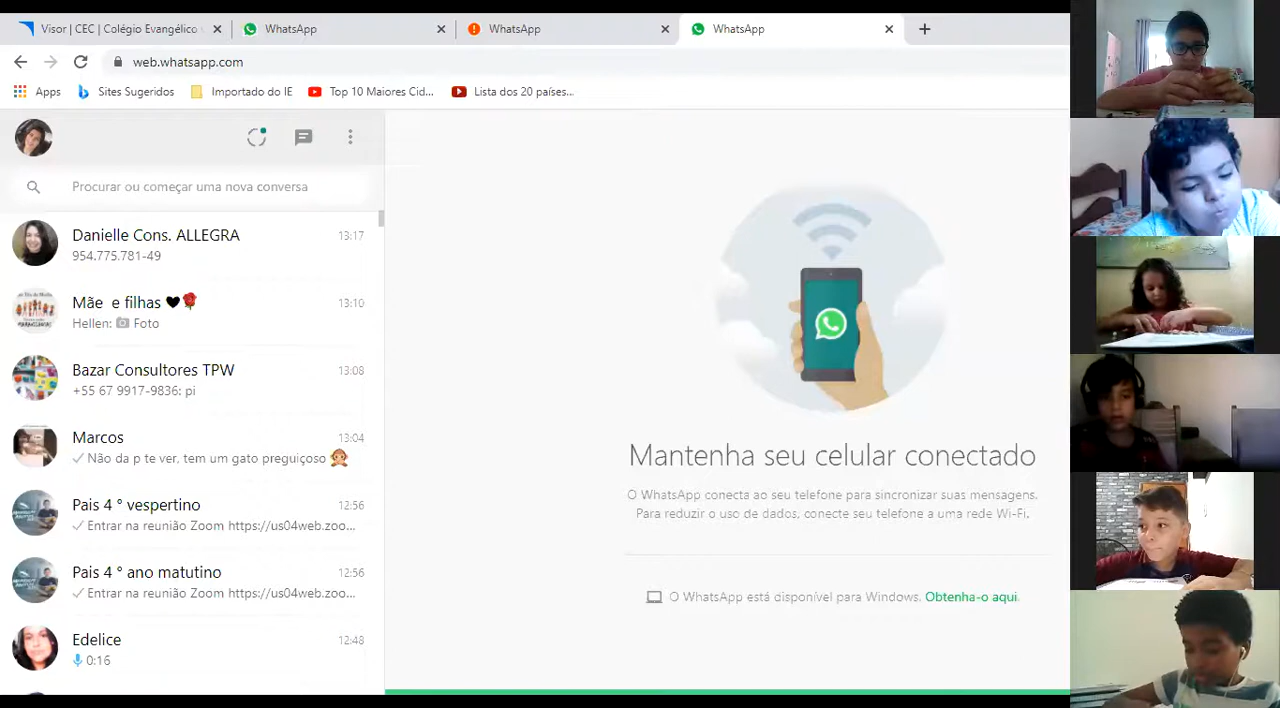 Visor | CEC | Colégio Evangélico
WhatsApp
WhatsApp
WhatsApp
web.whatsapp.com
Apps
Sites Sugeridos
Importado do IE
Top 10 Maiores Cid...
Lista dos 20 países...
Procurar ou começar uma nova conversa
Danielle Cons. ALLEGRA 13:17
954.775.781-49
Mãe e filhas 🖤🌹 13:10
Hellen: 📷 Foto
Bazar Consultores TPW 13:08
+55 67 9917-9836: pi
Marcos 13:04
✓ Não da p te ver, tem um gato preguiçoso 🙊
Pais 4 ° vespertino 12:56
✓ Entrar na reunião Zoom https://us04web.zoo...
Pais 4 ° ano matutino 12:56
✓ Entrar na reunião Zoom https://us04web.zoo...
Edelice 12:48
0:16
Mantenha seu celular conectado
O WhatsApp conecta ao seu telefone para sincronizar suas mensagens.
Para reduzir o uso de dados, conecte seu telefone a uma rede Wi-Fi.
O WhatsApp está disponível para Windows. Obtenha-o aqui.